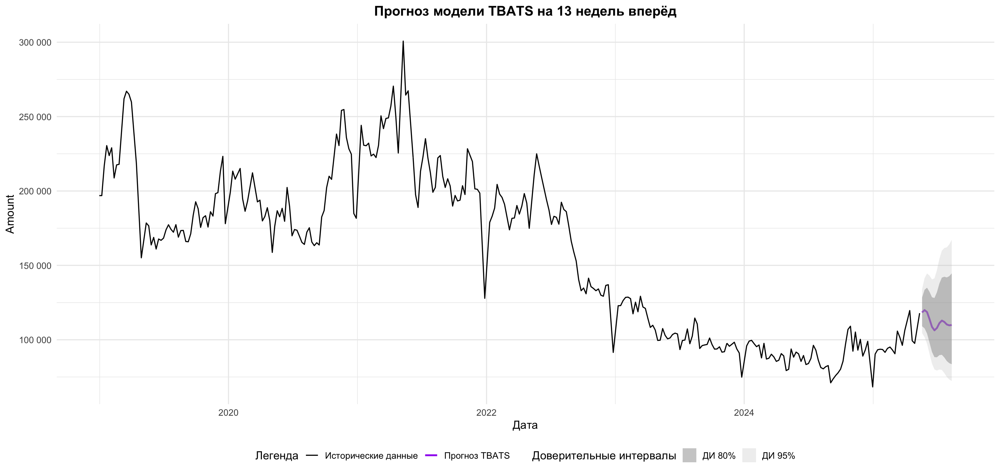 Прогноз модели TBATS на 13 недель вперёд
300 000
250 000
200 000
150 000
100 000
Amount
2020
2022
2024
Дата
Легенда Исторические данные Прогноз TBATS Доверительные интервалы ДИ 80% ДИ 95%